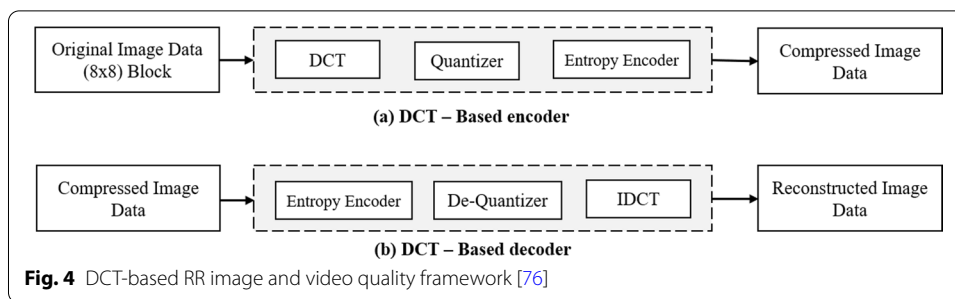 Original Image Data
(8x8) Block
DCT
Quantizer
Entropy Encoder
Compressed Image
Data
(a) DCT – Based encoder
Compressed Image
Data
Entropy Encoder
De-Quantizer
IDCT
Reconstructed Image
Data
(b) DCT – Based decoder
Fig. 4 DCT-based RR image and video quality framework [76]